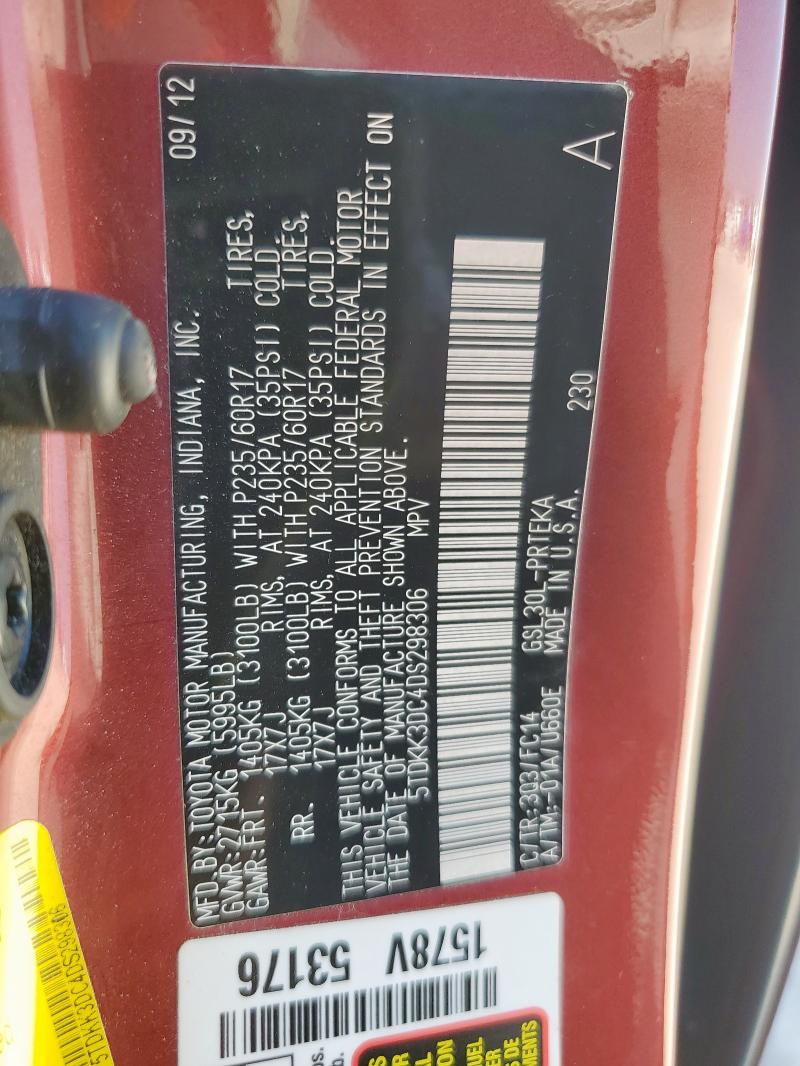 MFD BY: TOYOTA MOTOR MANUFACTURING, INDIANA, INC. 09/12
GVWR: 2715KG (5995LB)
GAWR: FRT. 1405KG (3100LB) WITH P235/60R17 TIRES,
17X7J RIMS, AT 240KPA (35PSI) COLD.
RR. 1405KG (3100LB) WITH P235/60R17 TIRES,
17X7J RIMS, AT 240KPA (35PSI) COLD.
THIS VEHICLE CONFORMS TO ALL APPLICABLE FEDERAL MOTOR
VEHICLE SAFETY AND THEFT PREVENTION STANDARDS IN EFFECT ON
THE DATE OF MANUFACTURE SHOWN ABOVE.
5TDKK3DC4DS298306 MPV
C/TR: 3Q3/FC14 GSL30L-PRTEKA 230
A/TM-01A/U660E MADE IN U.S.A.
A
1578V
53176
5TDKK3DC4DS298306